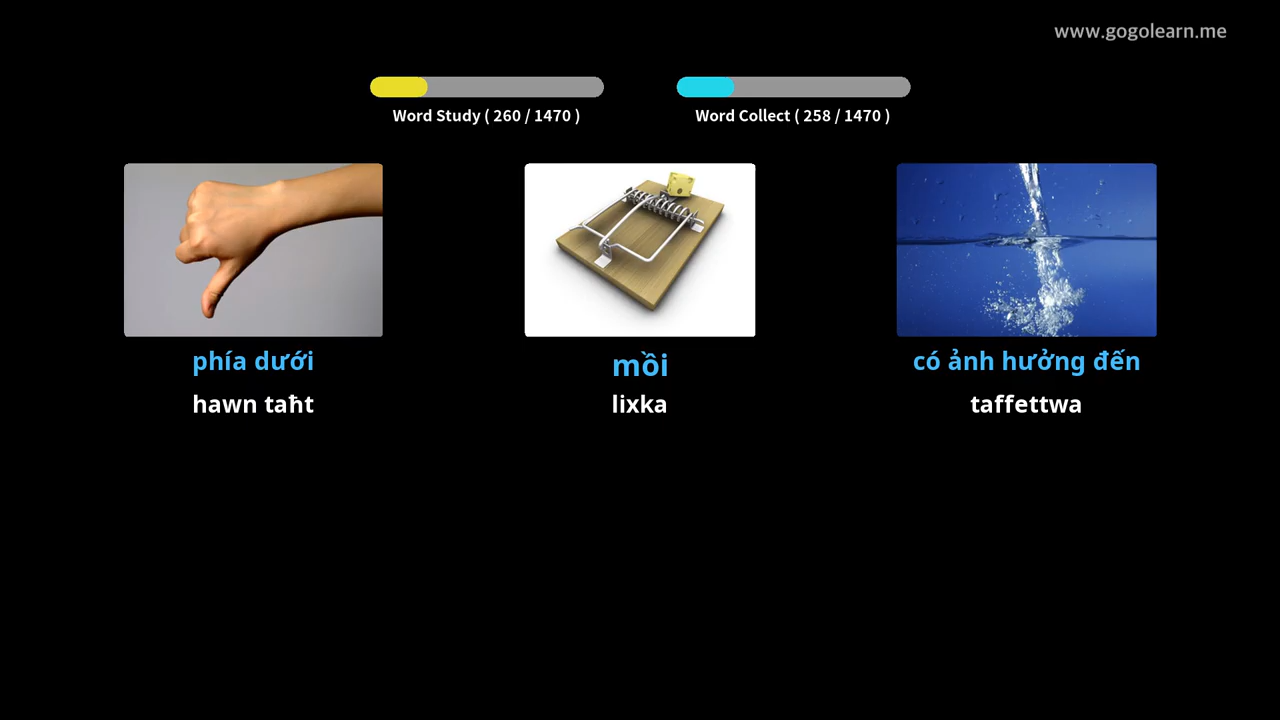 www.gogolearn.me
Word Study ( 260 / 1470 )
Word Collect ( 258 / 1470 )
phía dưới
mồi
có ảnh hưởng đến
hawn taħt
lixka
taffettwa